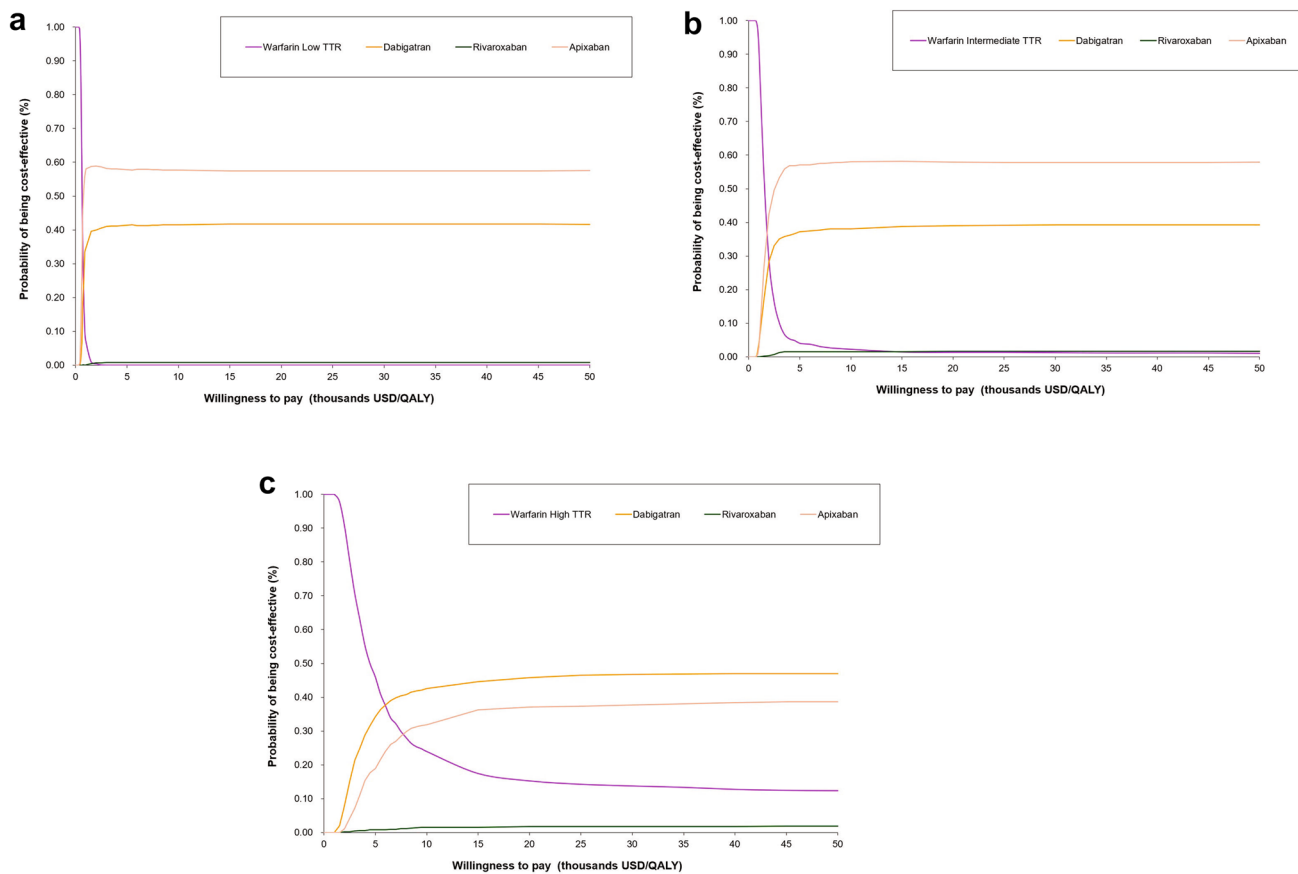 a
Warfarin Low TTR Dabigatran Rivaroxaban Apixaban
Probability of being cost-effective (%)
1.00
0.90
0.80
0.70
0.60
0.50
0.40
0.30
0.20
0.10
0.00
0 5 10 15 20 25 30 35 40 45 50
Willingness to pay (thousands USD/QALY)
b
Warfarin Intermediate TTR Dabigatran Rivaroxaban Apixaban
Probability of being cost-effective (%)
1.00
0.90
0.80
0.70
0.60
0.50
0.40
0.30
0.20
0.10
0.00
0 5 10 15 20 25 30 35 40 45 50
Willingness to pay (thousands USD/QALY)
c
Warfarin High TTR Dabigatran Rivaroxaban Apixaban
Probability of being cost-effective (%)
1.00
0.90
0.80
0.70
0.60
0.50
0.40
0.30
0.20
0.10
0.00
0 5 10 15 20 25 30 35 40 45 50
Willingness to pay (thousands USD/QALY)